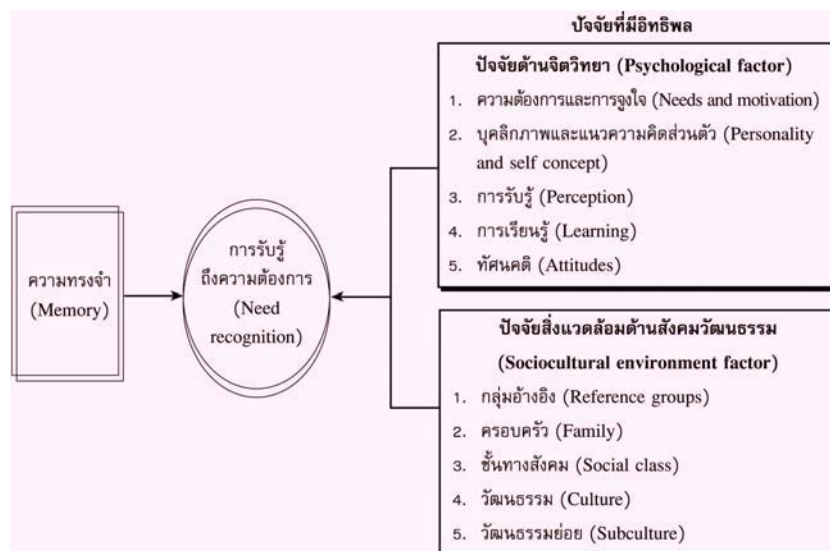 ปัจจัยที่มีอิทธิพล
ปัจจัยด้านจิตวิทยา (Psychological factor)
1. ความต้องการและการจูงใจ (Needs and motivation)
2. บุคลิกภาพและแนวความคิดส่วนตัว (Personality
and self concept)
3. การรับรู้ (Perception)
4. การเรียนรู้ (Learning)
5. ทัศนคติ (Attitudes)
ความทรงจำ
(Memory)
การรับรู้
ถึงความต้องการ
(Need
recognition)
ปัจจัยสิ่งแวดล้อมด้านสังคมวัฒนธรรม
(Sociocultural environment factor)
1. กลุ่มอ้างอิง (Reference groups)
2. ครอบครัว (Family)
3. ชั้นทางสังคม (Social class)
4. วัฒนธรรม (Culture)
5. วัฒนธรรมย่อย (Subculture)